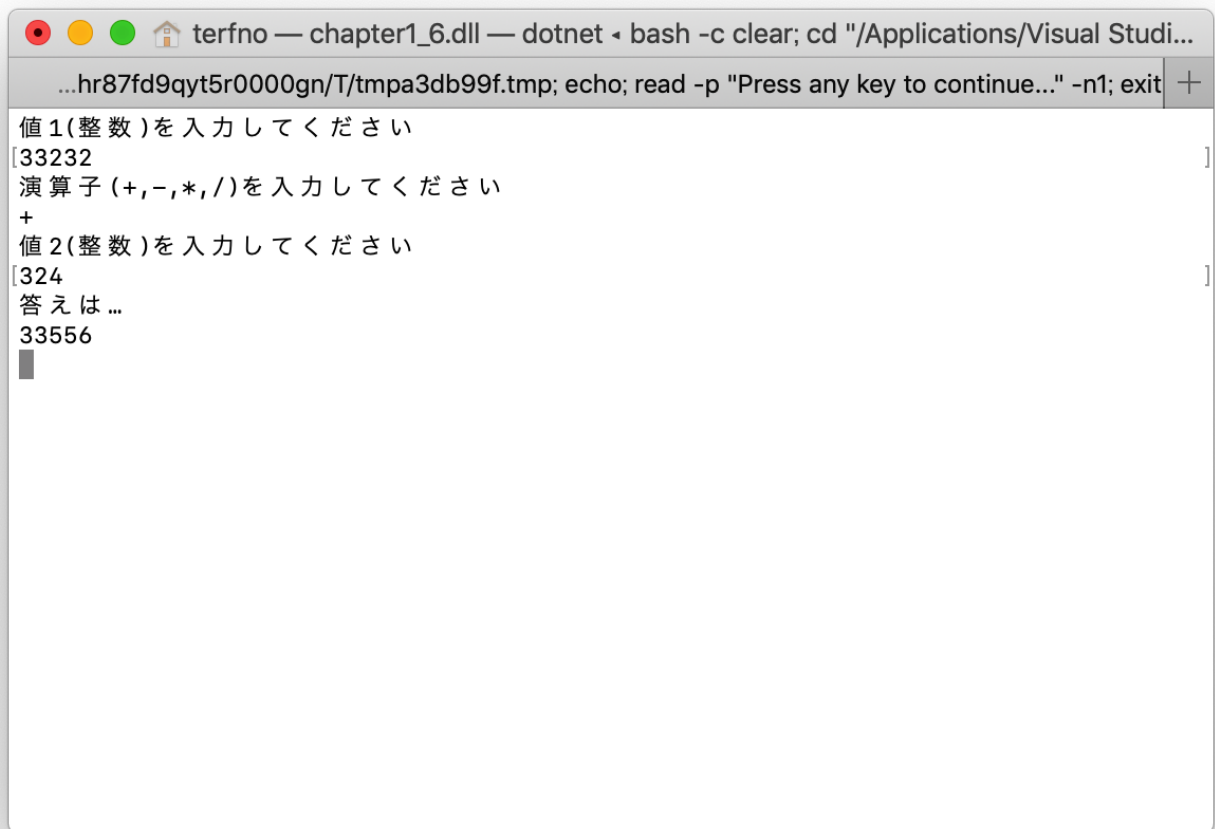 terfno — chapter1_6.dll — dotnet ◂ bash -c clear; cd "/Applications/Visual Studi...
...hr87fd9qyt5r0000gn/T/tmpa3db99f.tmp; echo; read -p "Press any key to continue..." -n1; exit
値1(整数)を入力してください
[33232 ]
演算子(+,-,*,/)を入力してください
+
値2(整数)を入力してください
[324 ]
答えは…
33556